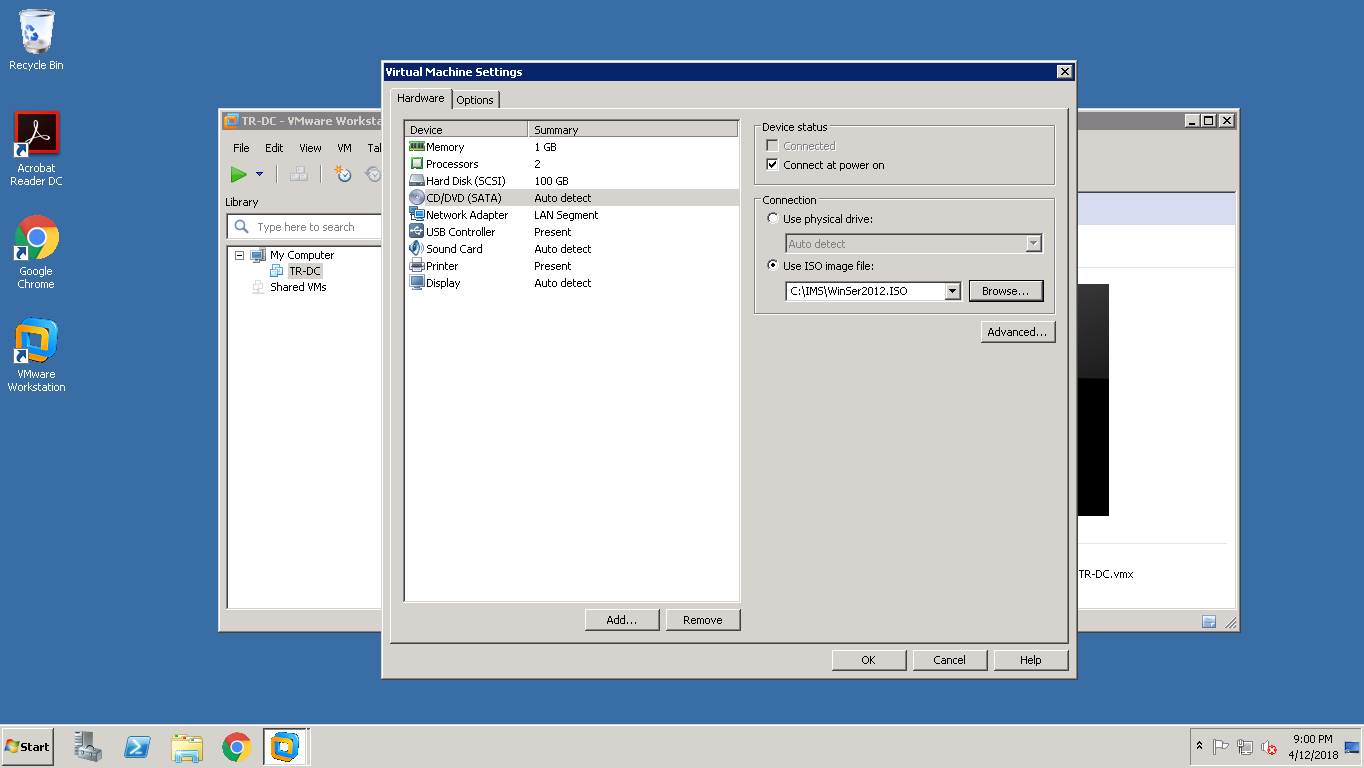 Recycle Bin
Acrobat
Reader DC
Google
Chrome
VMware
Workstation
TR-DC - VMware Worksta
File Edit View VM Tal
Library
Type here to search
My Computer
TR-DC
Shared VMs
TR-DC.vmx
Virtual Machine Settings
Hardware Options
Device Summary
Memory 1 GB
Processors 2
Hard Disk (SCSI) 100 GB
CD/DVD (SATA) Auto detect
Network Adapter LAN Segment
USB Controller Present
Sound Card Auto detect
Printer Present
Display Auto detect
Add... Remove
Device status
Connected
Connect at power on
Connection
Use physical drive:
Auto detect
Use ISO image file:
C:\IMS\WinSer2012.ISO Browse...
Advanced...
OK Cancel Help
Start
9:00 PM
4/12/2018